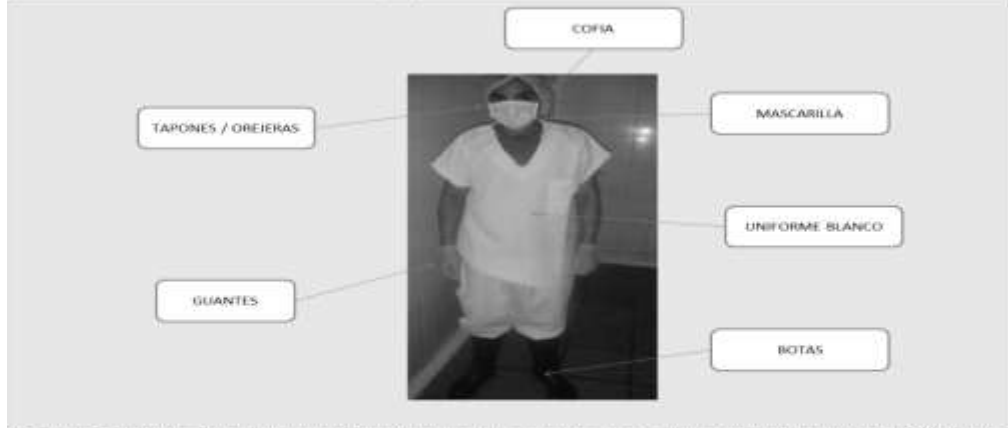 COFIA
TAPONES / OREJERAS
MASCARILLA
UNIFORME BLANCO
GUANTES
BOTAS